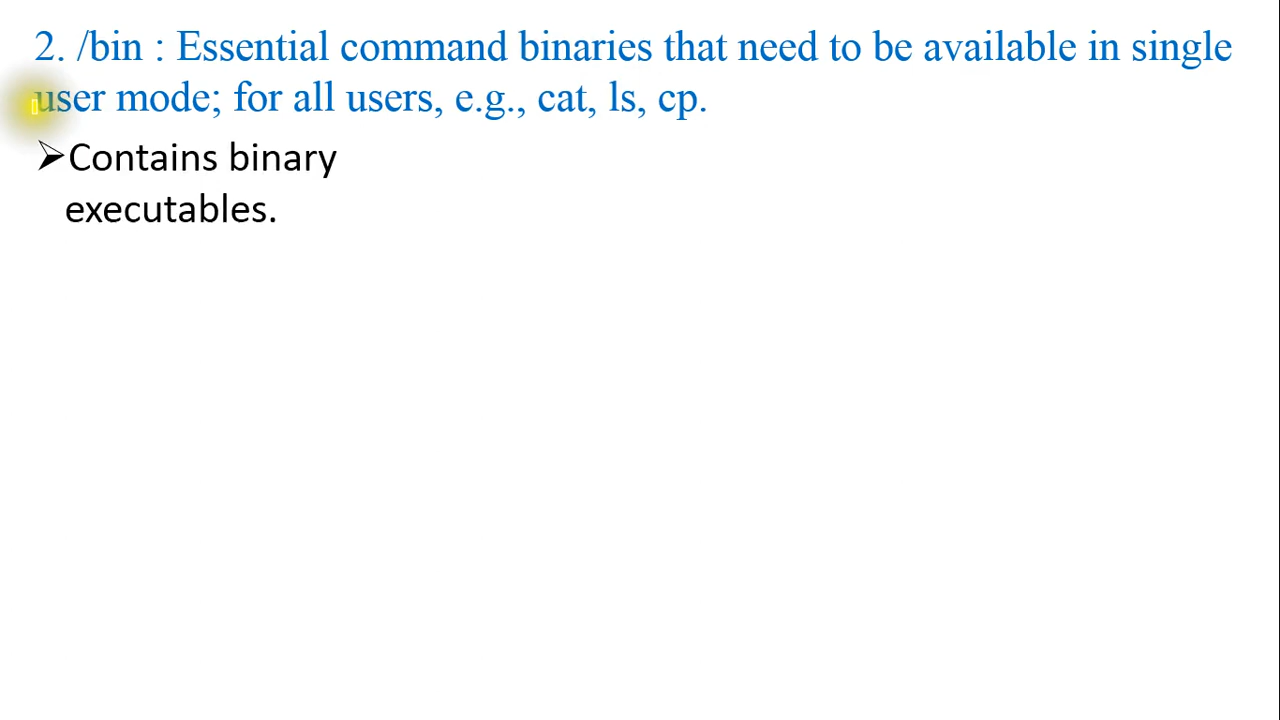 2. /bin : Essential command binaries that need to be available in single
user mode; for all users, e.g., cat, ls, cp.
➢Contains binary
executables.